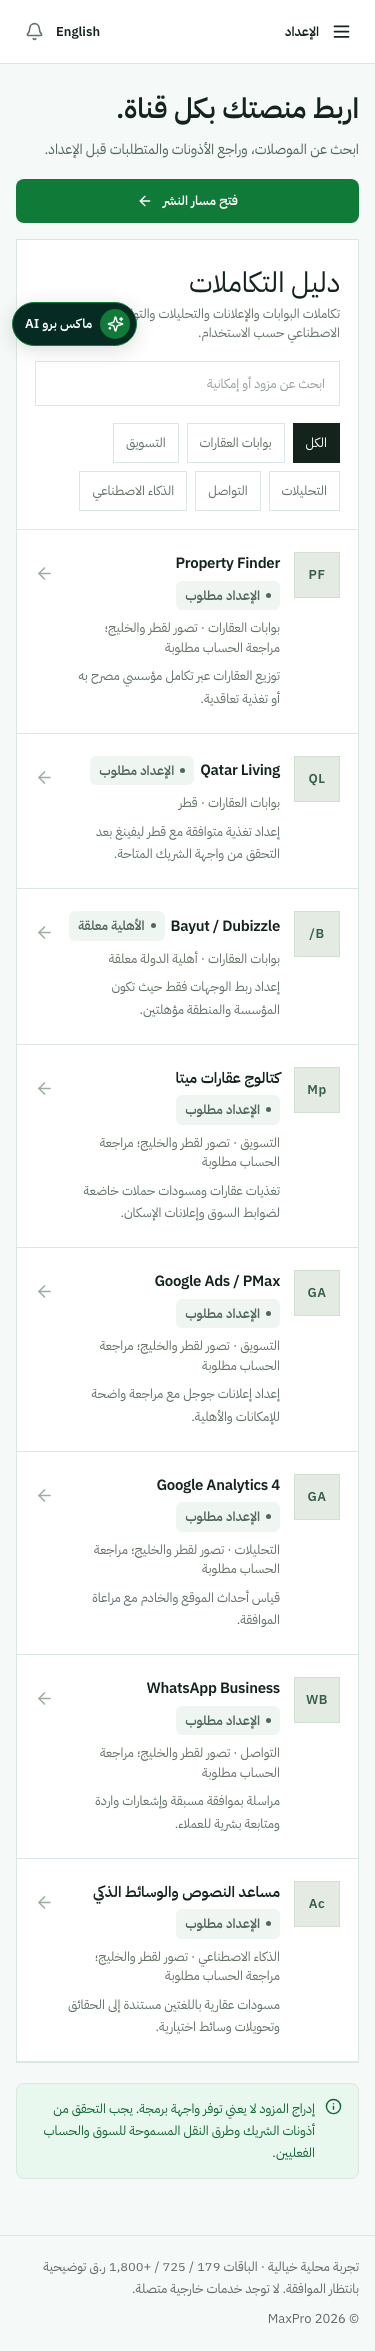 الإعداد
English
اربط منصتك بكل قناة.
ابحث عن الموصلات، وراجع الأذونات والمتطلبات قبل الإعداد.
فتح مسار النشر
دليل التكاملات
تكاملات البوابات والإعلانات والتحليلات
الاصطناعي حسب الاستخدام.
ماكس برو AI
ابحث عن مزود أو إمكانية
الكل
بوابات العقارات
التسويق
التحليلات
التواصل
الذكاء الاصطناعي
PF
Property Finder
الإعداد مطلوب
بوابات العقارات · تصور لقطر والخليج؛
مراجعة الحساب مطلوبة
توزيع العقارات عبر تكامل مؤسسي مصرح به
أو تغذية تعاقدية.
QL
Qatar Living
الإعداد مطلوب
بوابات العقارات · قطر
إعداد تغذية متوافقة مع قطر ليفينغ بعد
التحقق من واجهة الشريك المتاحة.
B/
Bayut / Dubizzle
الأهلية معلقة
بوابات العقارات · أهلية الدولة معلقة
إعداد ربط الوجهات فقط حيث تكون
المؤسسة والمنطقة مؤهلتين.
Mp
كتالوج عقارات ميتا
الإعداد مطلوب
التسويق · تصور لقطر والخليج؛ مراجعة
الحساب مطلوبة
تغذيات عقارات ومسودات حملات خاضعة
لضوابط السوق وإعلانات الإسكان.
GA
Google Ads / PMax
الإعداد مطلوب
التسويق · تصور لقطر والخليج؛ مراجعة
الحساب مطلوبة
إعداد إعلانات جوجل مع مراجعة واضحة
للإمكانات والأهلية.
GA
Google Analytics 4
الإعداد مطلوب
التحليلات · تصور لقطر والخليج؛ مراجعة
الحساب مطلوبة
قياس أحداث الموقع والخادم مع مراعاة
الموافقة.
WB
WhatsApp Business
الإعداد مطلوب
التواصل · تصور لقطر والخليج؛ مراجعة
الحساب مطلوبة
مراسلة بموافقة مسبقة وإشعارات واردة
ومتابعة بشرية للعملاء.
Ac
مساعد النصوص والوسائط الذكي
الإعداد مطلوب
الذكاء الاصطناعي · تصور لقطر والخليج؛
مراجعة الحساب مطلوبة
مسودات عقارية باللغتين مستندة إلى الحقائق
وتحويلات وسائط اختيارية.
إدراج المزود لا يعني توفر واجهة برمجة. يجب التحقق من
أذونات الشريك وطرق النقل المسموحة للسوق والحساب
الفعليين.
تجربة محلية خيالية · الباقات 179 / 725 / +1,800 ر.ق توضيحية
بانتظار الموافقة. لا توجد خدمات خارجية متصلة.
© 2026 MaxPro